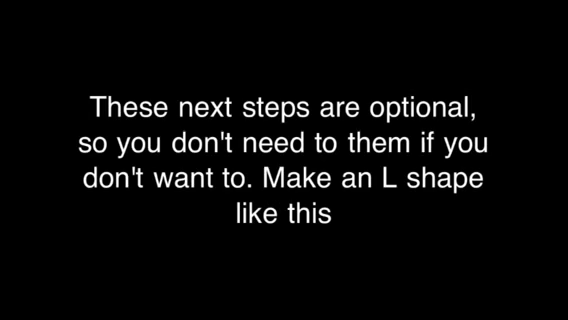 These next steps are optional,
so you don't need to them if you
don't want to. Make an L shape
like this